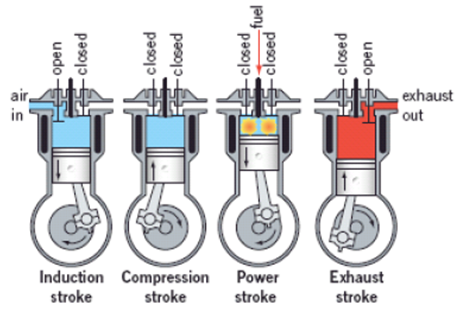 fuel
open
closed
closed
closed
closed
closed
closed
open
air
in
exhaust
out
Induction
stroke
Compression
stroke
Power
stroke
Exhaust
stroke